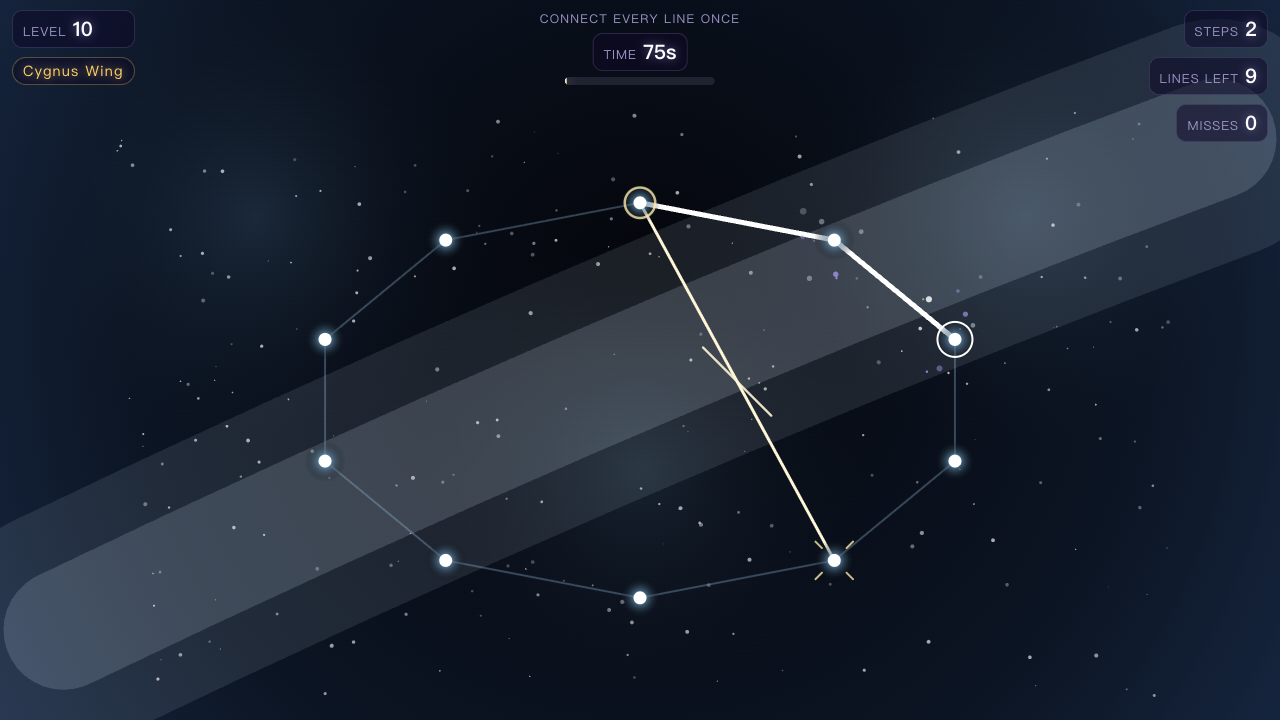 LEVEL 10
Cygnus Wing
CONNECT EVERY LINE ONCE
TIME 75s
STEPS 2
LINES LEFT 9
MISSES 0